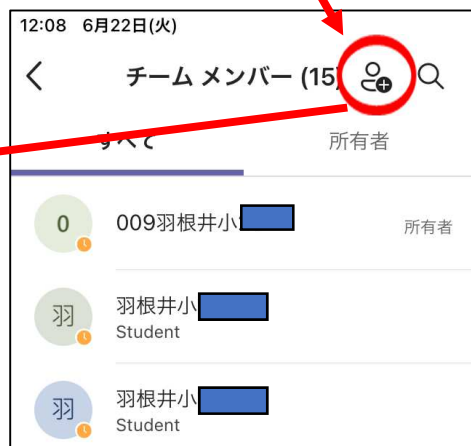 12:08 6月22日(火)
チーム メンバー (15)
すべて
所有者
0
009羽根井小
所有者
羽
羽根井小
Student
羽
羽根井小
Student